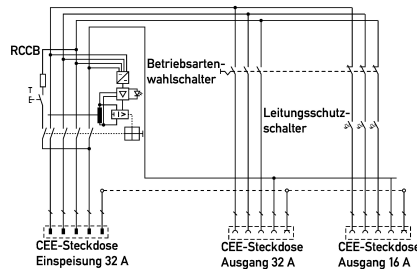 RCCB
Betriebsarten-
wahlschalter
Leitungsschutz-
schalter
CEE-Steckdose
Einspeisung 32 A
CEE-Steckdose
Ausgang 32 A
CEE-Steckdose
Ausgang 16 A